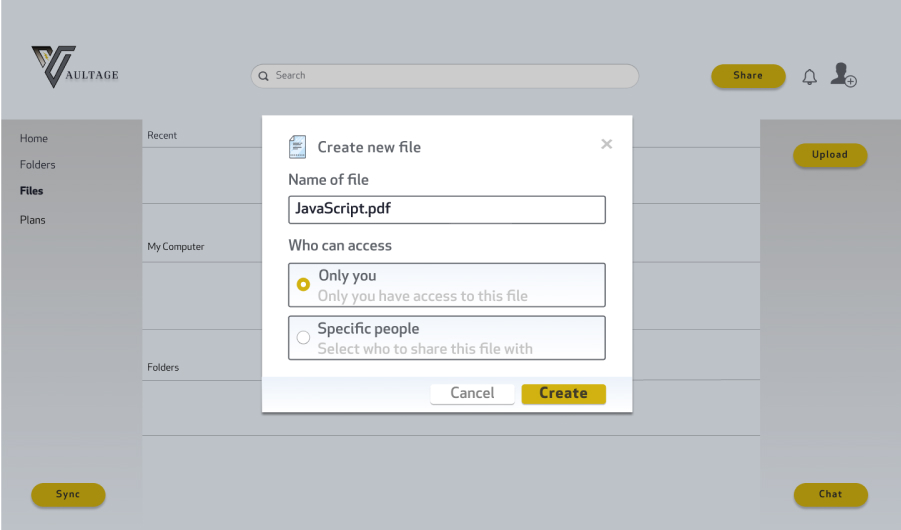 VAULTAGE
Search
Share
Home
Folders
Files
Plans
Recent
My Computer
Folders
Create new file
Name of file
JavaScript.pdf
Who can access
Only you
Only you have access to this file
Specific people
Select who to share this file with
Cancel
Create
Upload
Sync
Chat